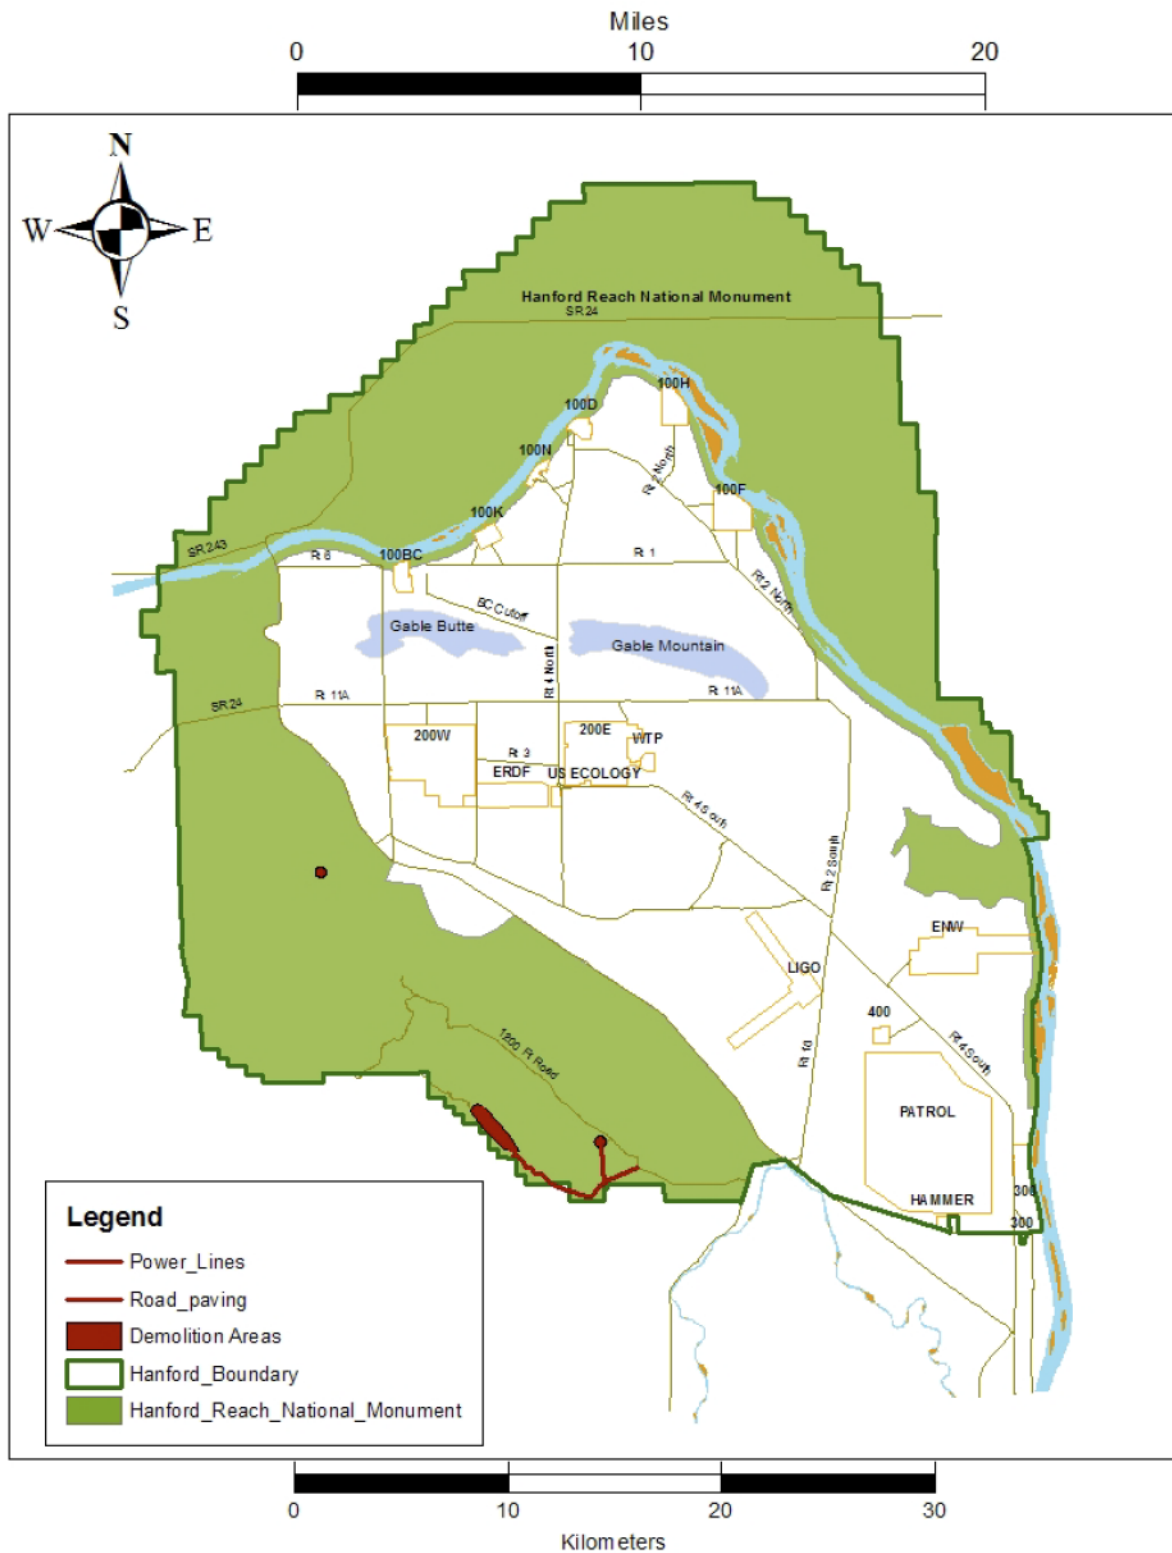 Miles
0 10 20
N
W E
S
Hanford Reach National Monument
SR 24
100H
100D
Rt 2 North
100N
100F
100K
SR 243
100BC
Rt 6
Rt 1
Rt 2 North
BC Cutoff
Gable Butte
Gable Mountain
Rt 4 North
Rt 11A
Rt 11A
SR 24
200W
200E
WTP
Rt 3
ERDF
US ECOLOGY
Rt 4 South
Rt 2 South
ENW
LIGO
400
1200 Ft Road
Rt 10
Rt 4 South
PATROL
300
HAMMER
300
Legend
Power_Lines
Road_paving
Demolition Areas
Hanford_Boundary
Hanford_Reach_National_Monument
0 10 20 30
Kilometers